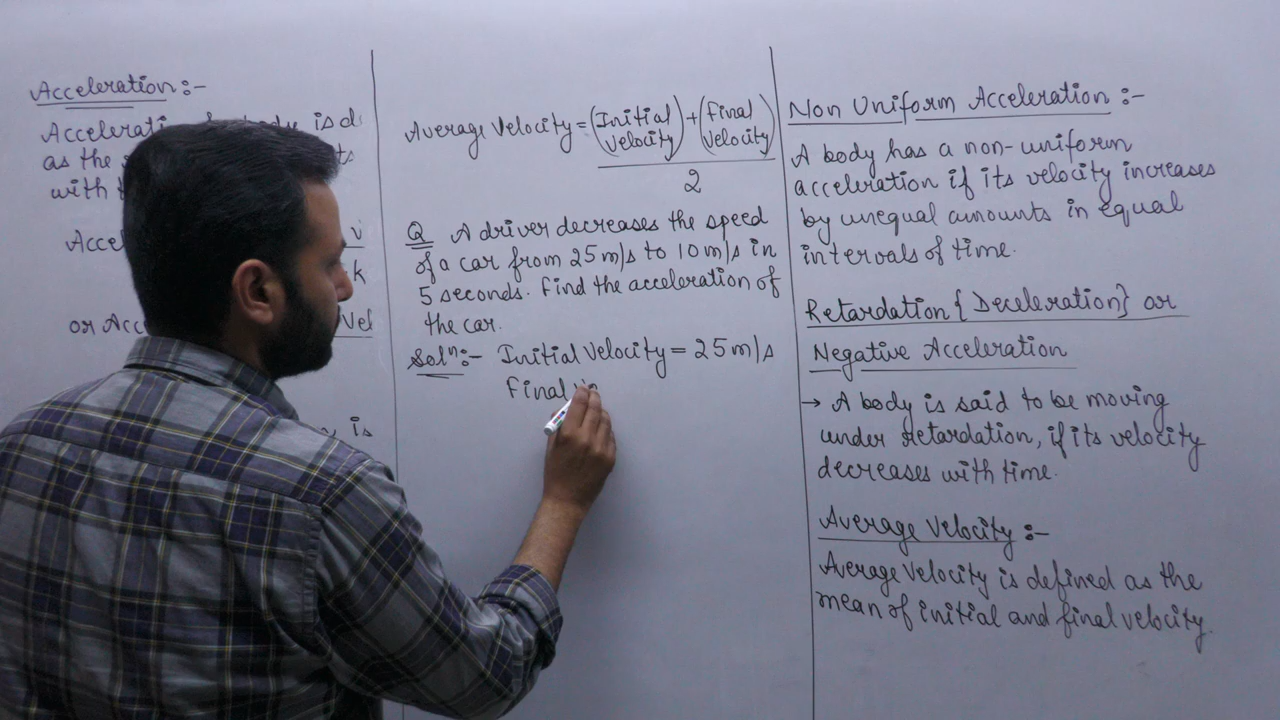 Acceleration:-
is
as the
with
Acce
v
k
or Acc Vel
is
Average Velocity = (Initial Velocity) + (Final Velocity)
2
Q A driver decreases the speed
of a car from 25 m/s to 10 m/s in
5 seconds. Find the acceleration of
the car.
Solⁿ:- Initial Velocity = 25 m/s
Final
Non Uniform Acceleration:-
A body has a non-uniform
acceleration if its velocity increases
by unequal amounts in equal
intervals of time.
Retardation {Deceleration} or
Negative Acceleration
→ A body is said to be moving
under retardation, if its velocity
decreases with time.
Average Velocity:-
Average Velocity is defined as the
mean of initial and final velocity.